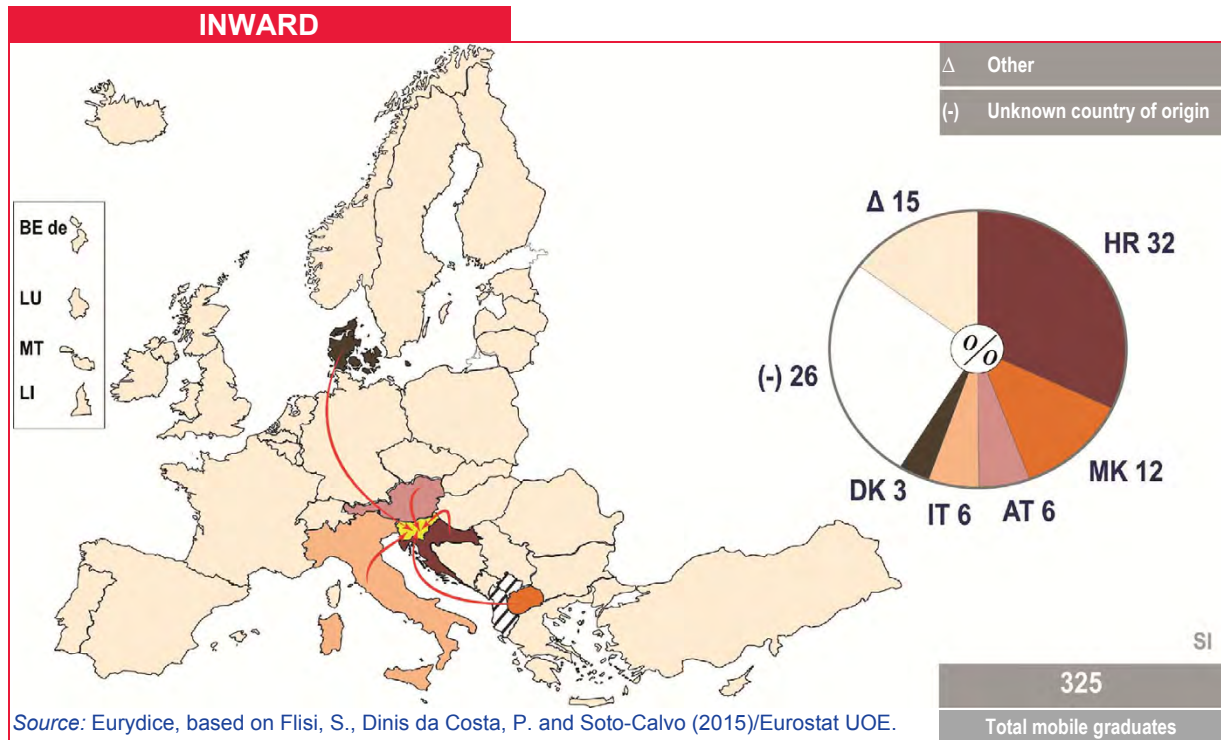 INWARD
Δ Other
(-) Unknown country of origin
BE de
LU
MT
LI
Δ 15
HR 32
(-) 26
%
MK 12
DK 3
IT 6
AT 6
SI
325
Total mobile graduates
Source: Eurydice, based on Flisi, S., Dinis da Costa, P. and Soto-Calvo (2015)/Eurostat UOE.